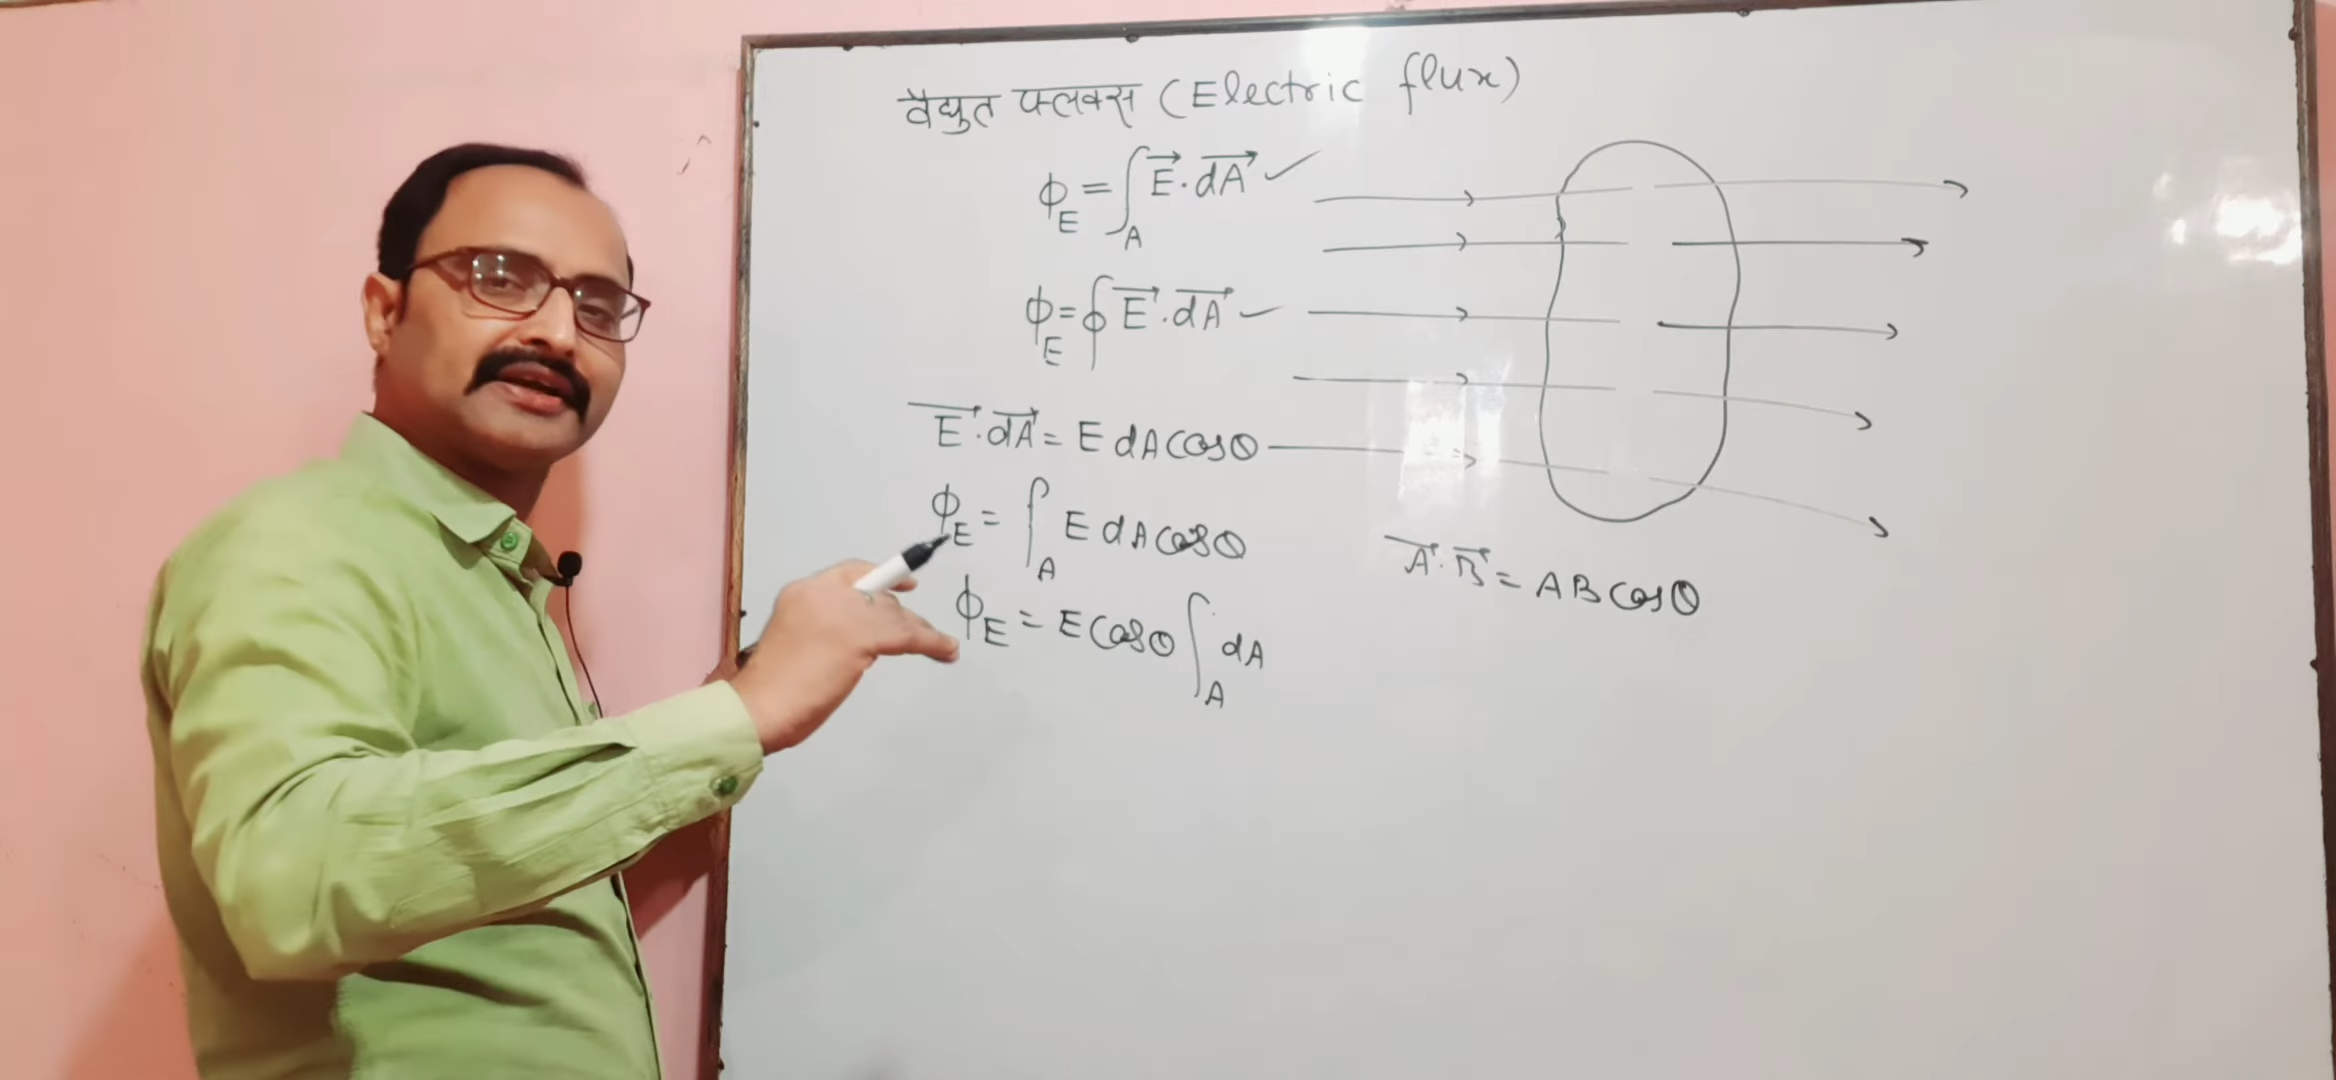 वैद्युत फ्लक्स (Electric flux)
ϕ_E = ∫_A E⃗ · dA⃗ ✓
ϕ_E = ∮ E⃗ · dA⃗
E⃗ · dA⃗ = E dA cosθ
ϕ_E = ∫_A E dA cosθ
A⃗ · B⃗ = AB cosθ
ϕ_E = E cosθ ∫_A dA